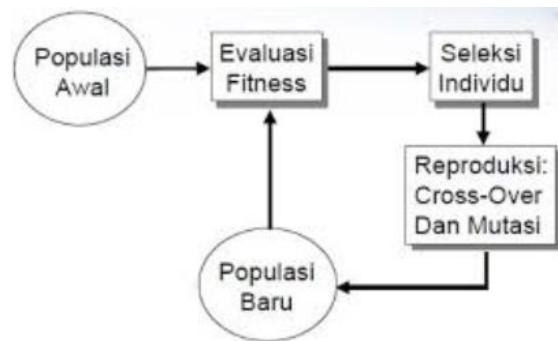 Populasi
Awal
Evaluasi
Fitness
Seleksi
Individu
Reproduksi:
Cross-Over
Dan Mutasi
Populasi
Baru